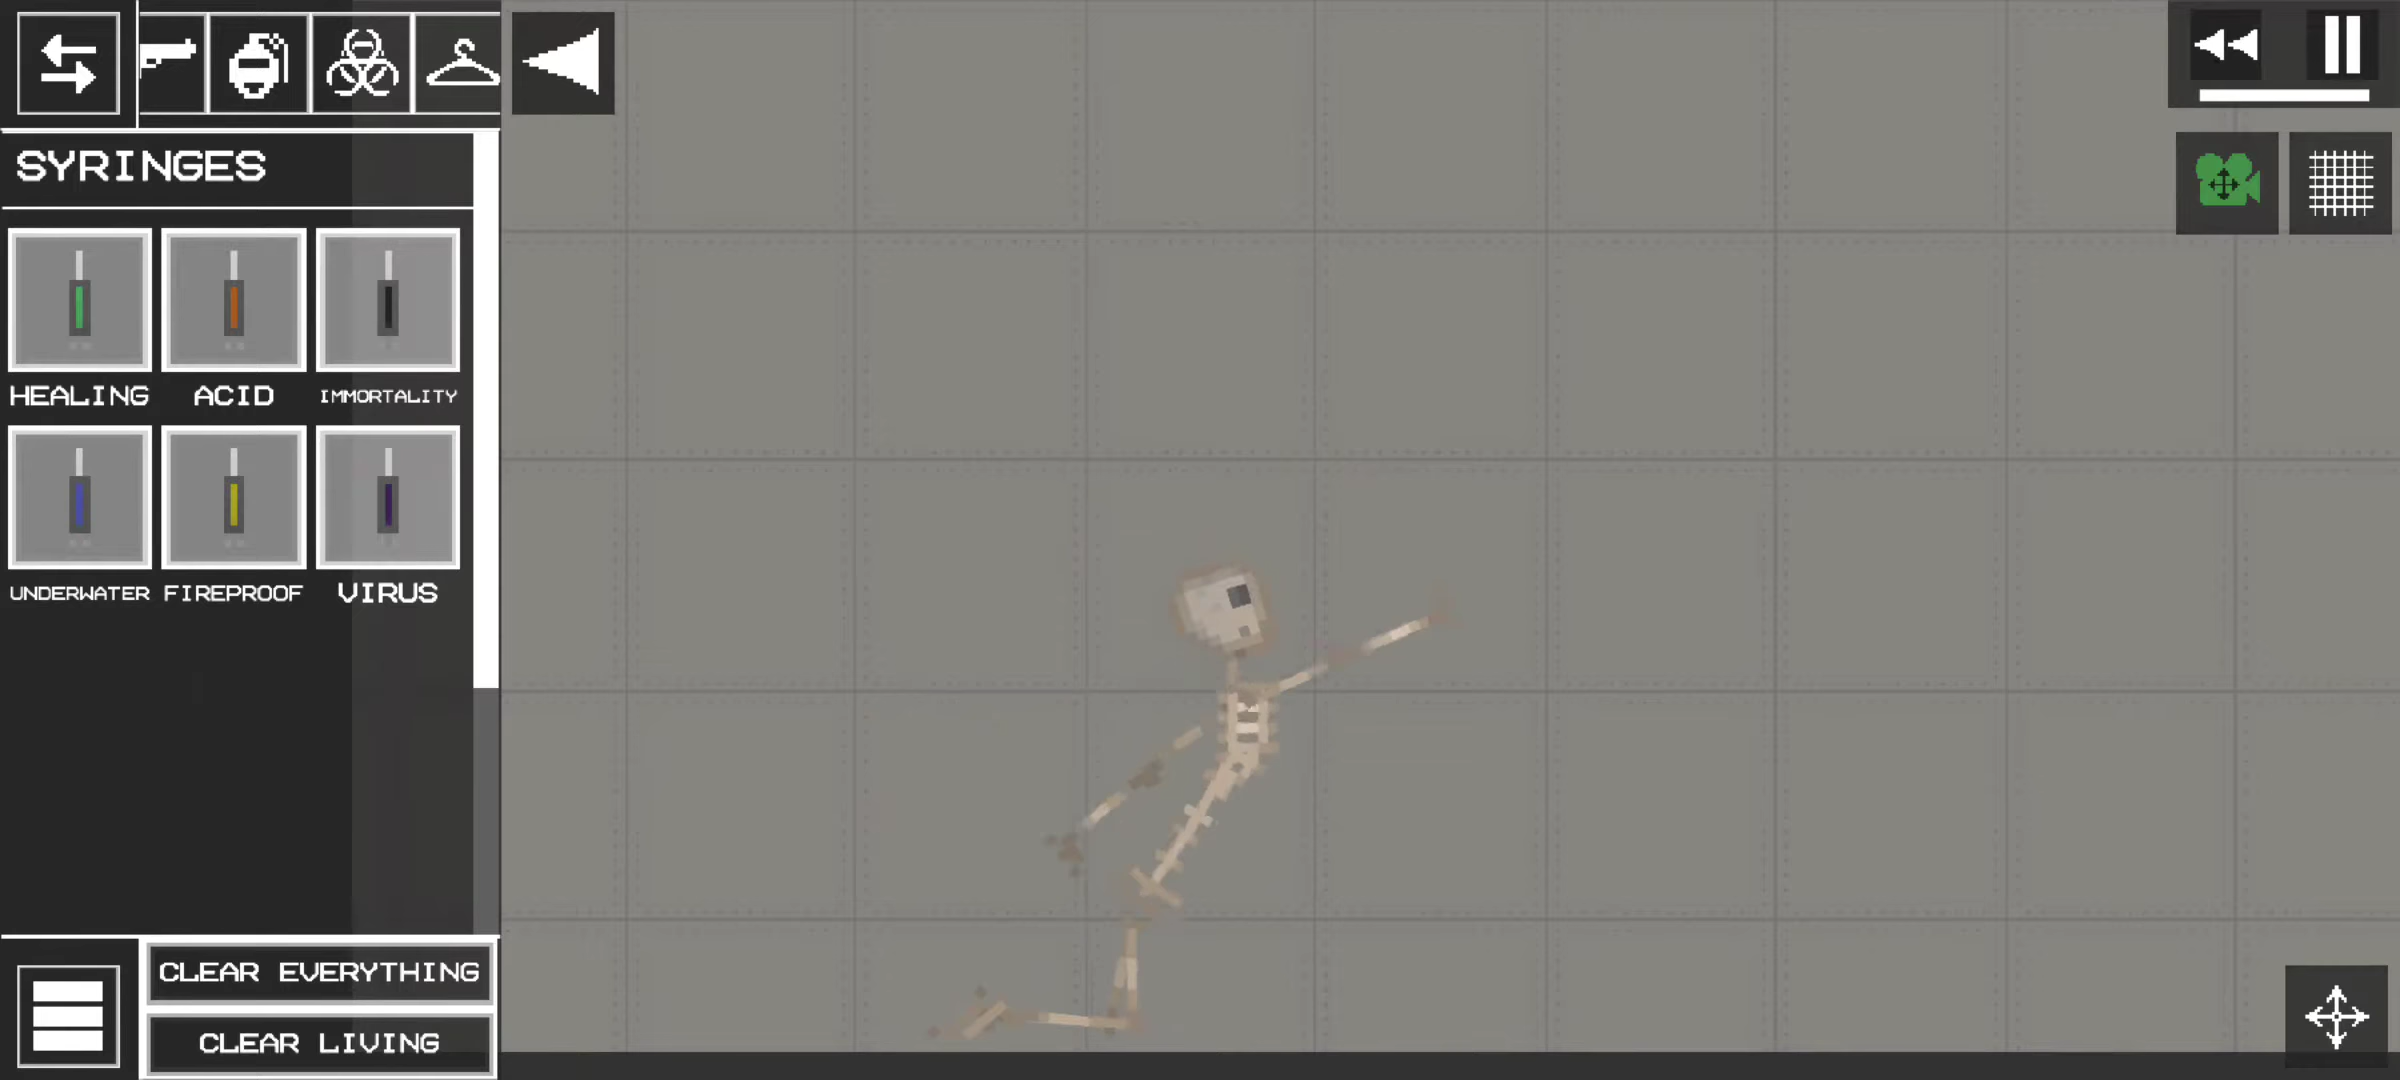 SYRINGES
HEALING ACID IMMORTALITY
UNDERWATER FIREPROOF VIRUS
CLEAR EVERYTHING
CLEAR LIVING